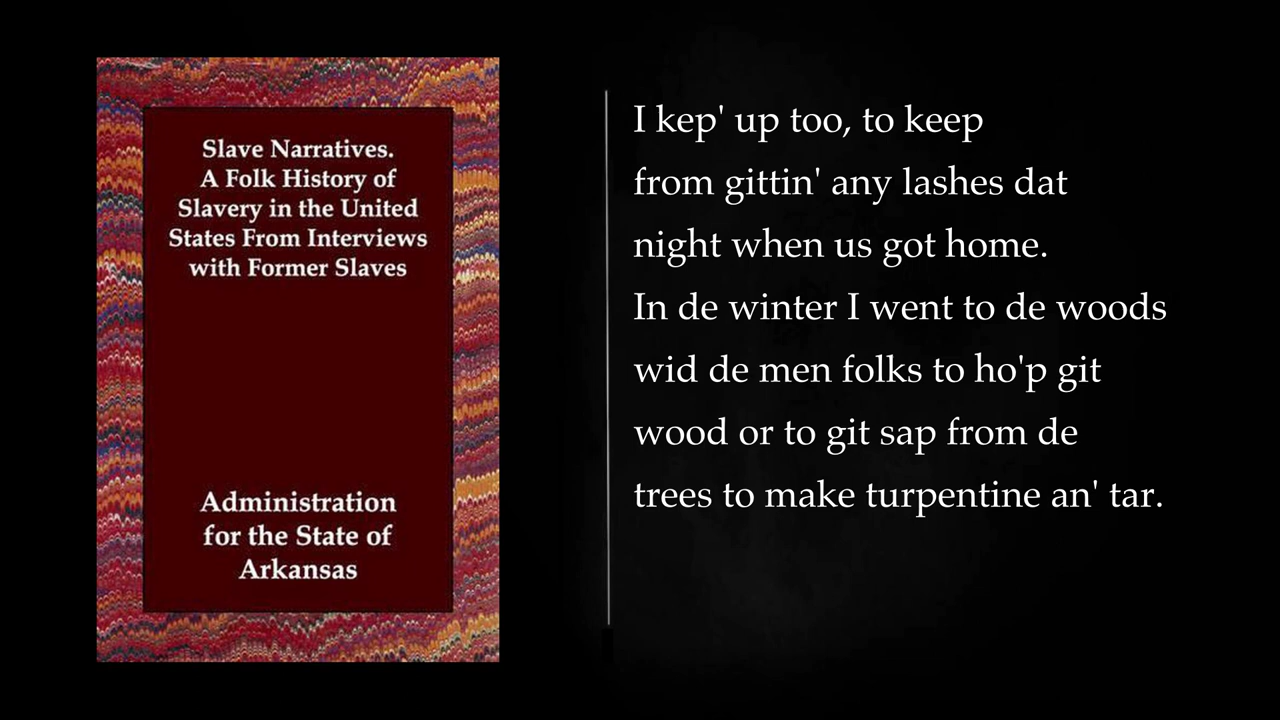 Slave Narratives.
A Folk History of
Slavery in the United
States From Interviews
with Former Slaves
Administration
for the State of
Arkansas
I kep' up too, to keep
from gittin' any lashes dat
night when us got home.
In de winter I went to de woods
wid de men folks to ho'p git
wood or to git sap from de
trees to make turpentine an' tar.